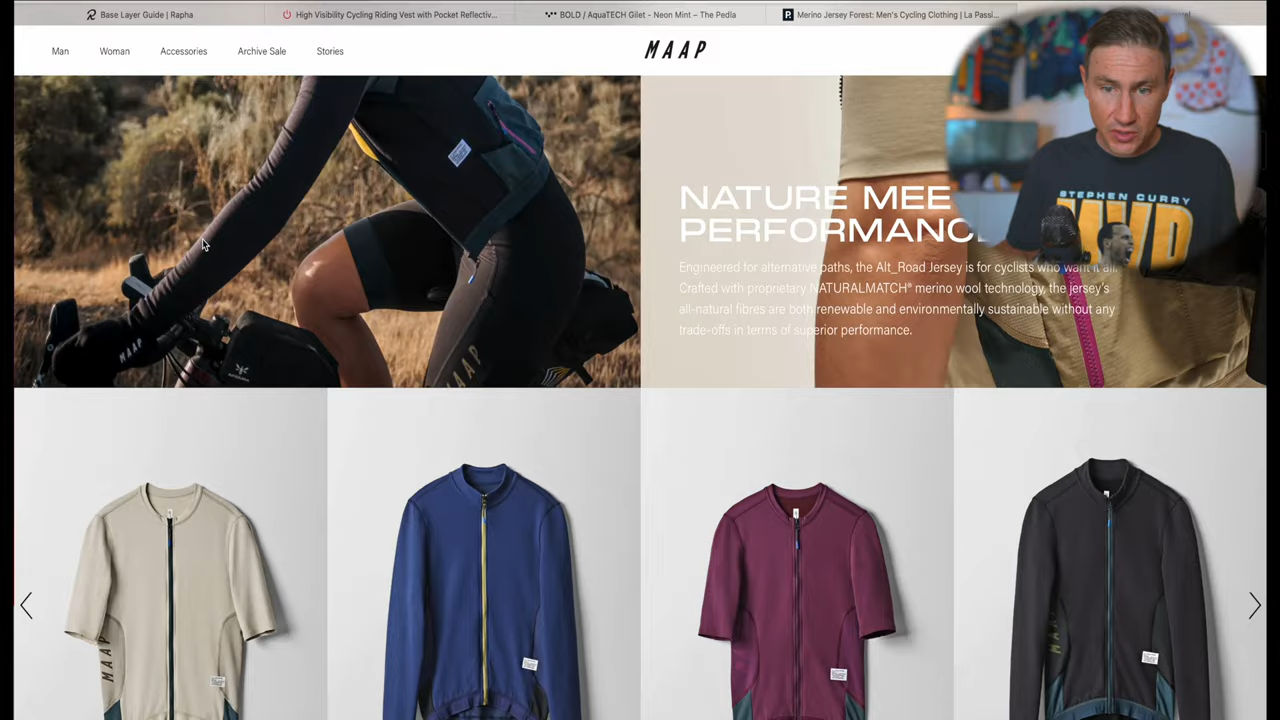 Base Layer Guide | Rapha
High Visibility Cycling Riding Vest with Pocket Reflectiv...
BOLD / AquaTECH Gilet - Neon Mint – The Pedla
Merino Jersey Forest: Men's Cycling Clothing | La Passi...
Man
Woman
Accessories
Archive Sale
Stories
MAAP
STEPHEN CURRY
NATURE MEE
PERFORMANC
Engineered for alternative paths, the Alt_Road Jersey is for cyclists who want it all.
Crafted with proprietary NATURALMATCH® merino wool technology, the jersey's
all-natural fibres are both renewable and environmentally sustainable without any
trade-offs in terms of superior performance.
MAAP
MAAP
MAAP
MAAP